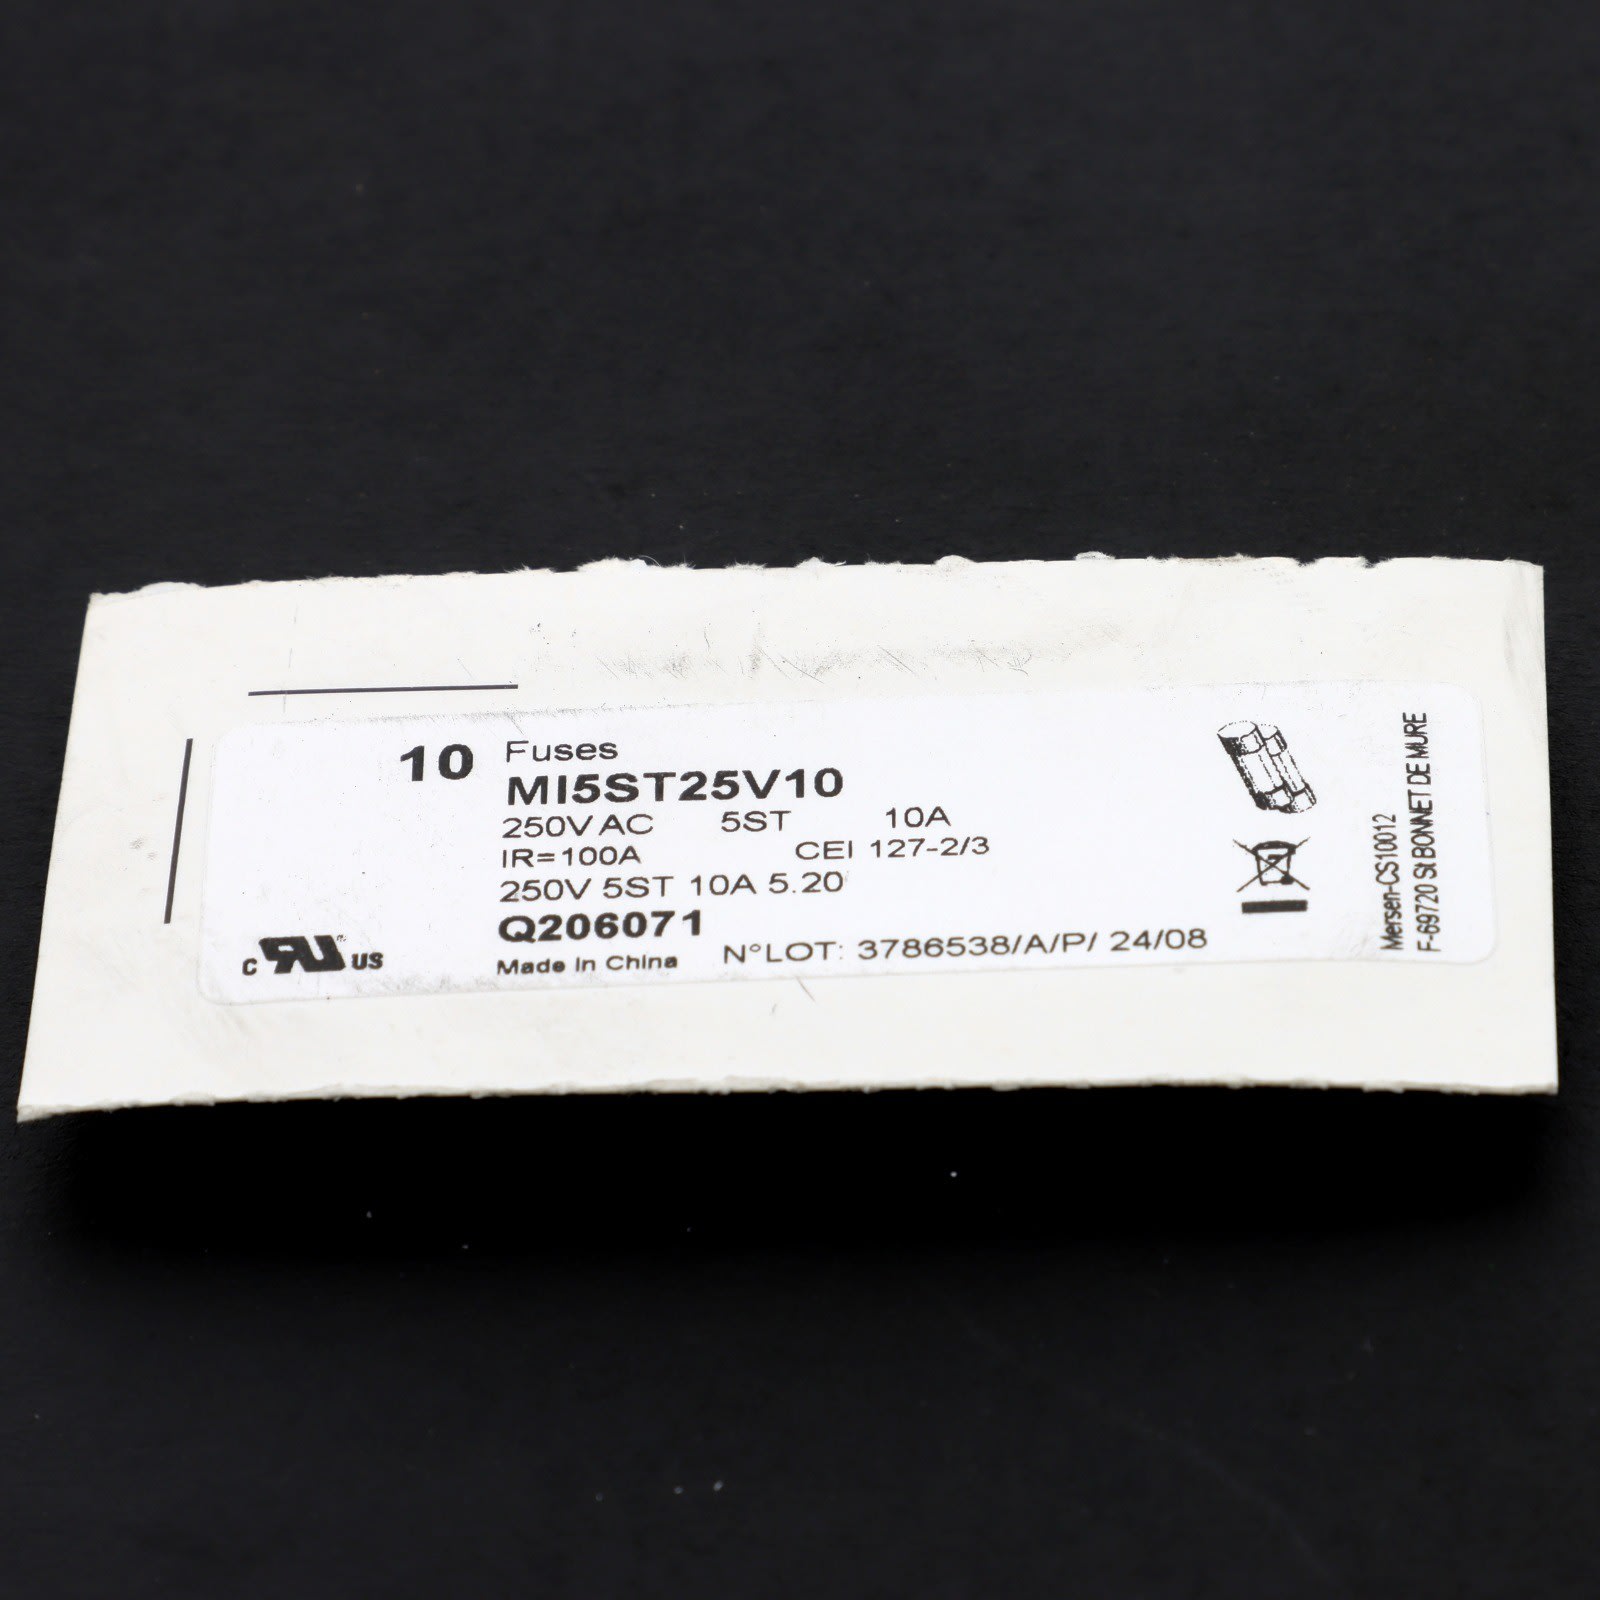 10 Fuses
MI5ST25V10
250V AC 5ST 10A
IR=100A CEI 127-2/3
250V 5ST 10A 5.20
Q206071
Made in China N°LOT: 3786538/A/P/ 24/08
c RU US
Mersen-CS10012
F-69720 St BONNET DE MURE